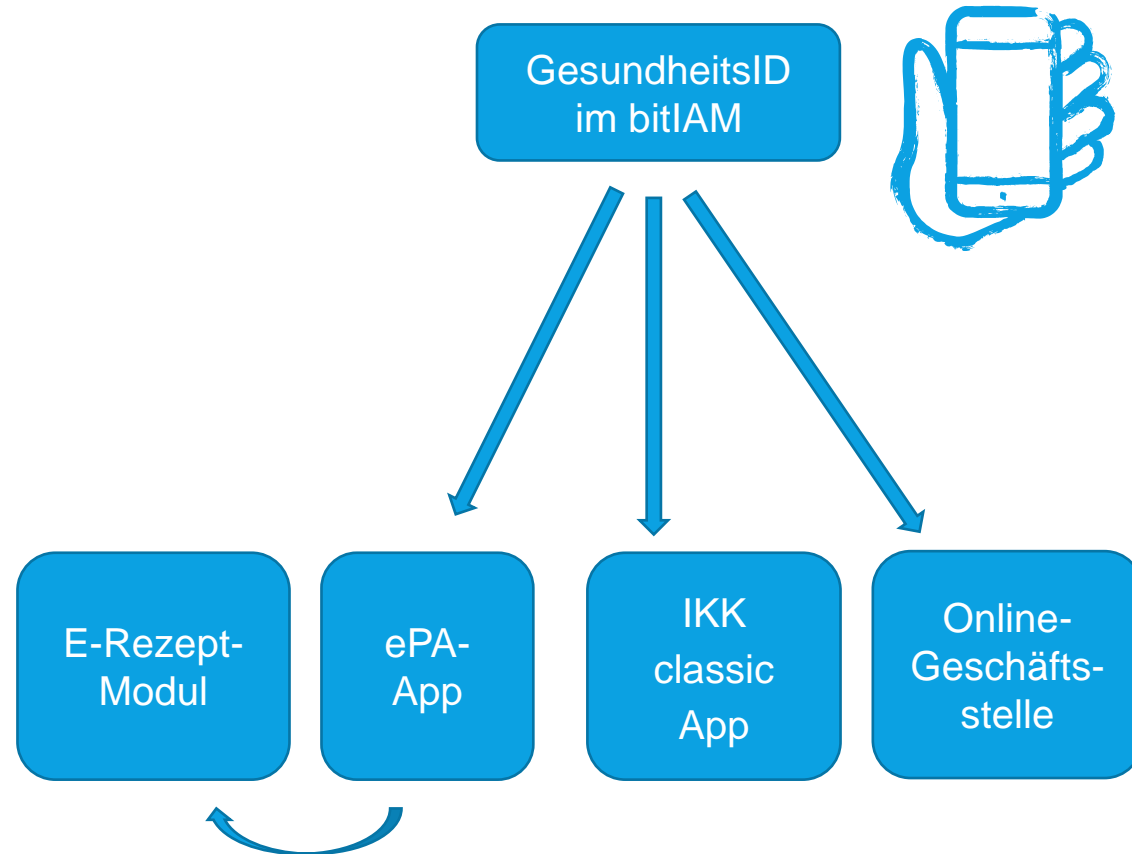 GesundheitsID
im bitIAM
E-Rezept-
Modul
ePA-
App
IKK
classic
App
Online-
Geschäfts-
stelle